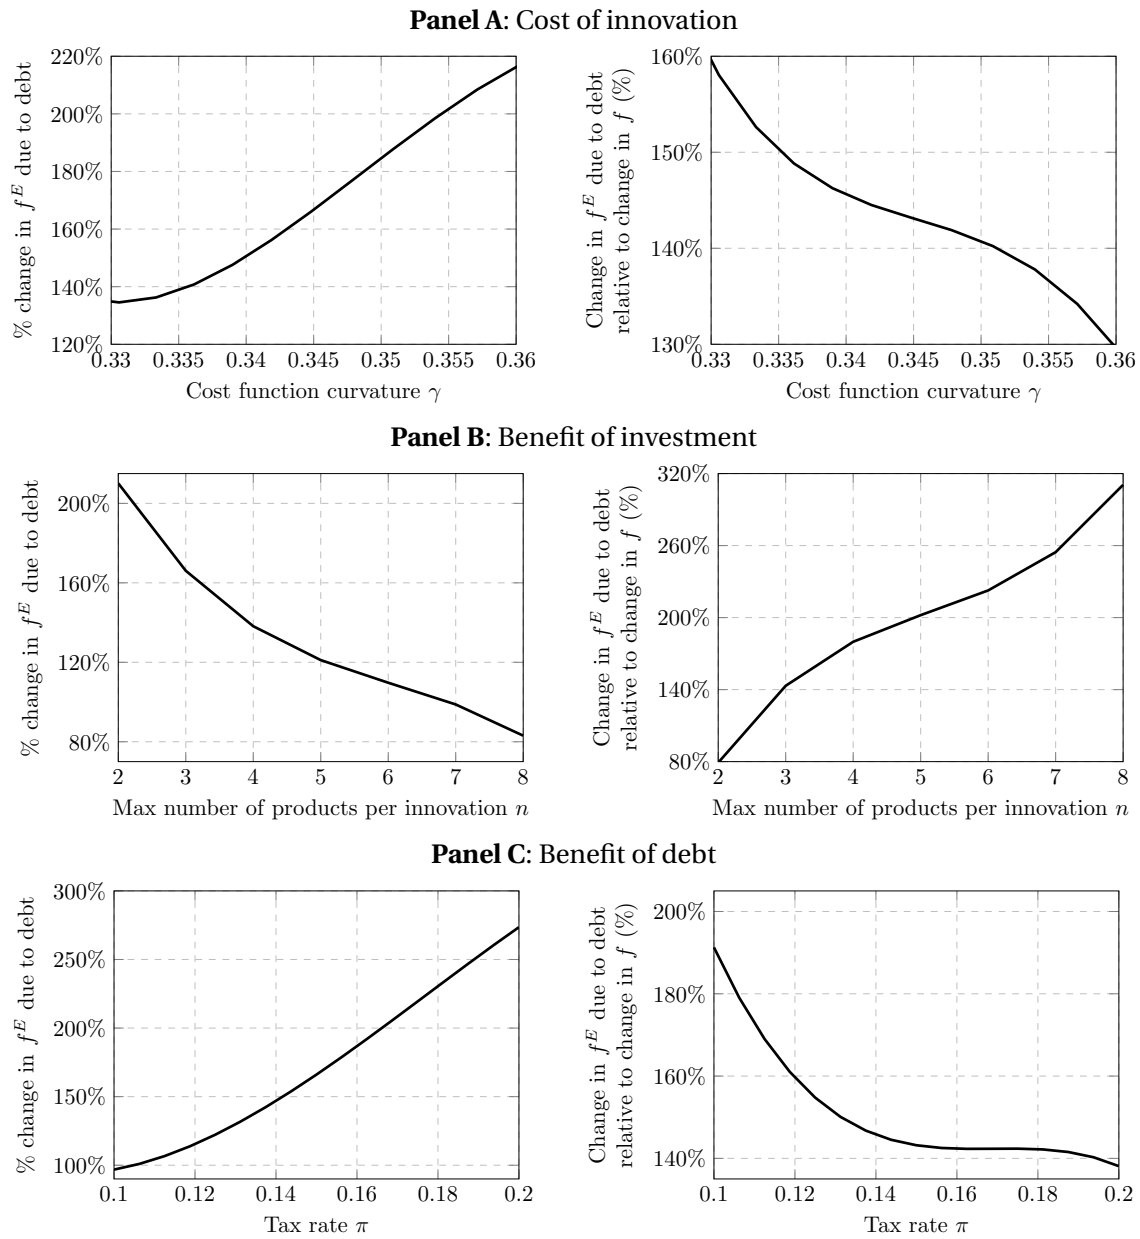 Panel A: Cost of innovation
% change in f^E due to debt
220%
200%
180%
160%
140%
120%
0.33 0.335 0.34 0.345 0.35 0.355 0.36
Cost function curvature γ
Change in f^E due to debt
relative to change in f (%)
160%
150%
140%
130%
0.33 0.335 0.34 0.345 0.35 0.355 0.36
Cost function curvature γ
Panel B: Benefit of investment
% change in f^E due to debt
200%
160%
120%
80%
2 3 4 5 6 7 8
Max number of products per innovation n
Change in f^E due to debt
relative to change in f (%)
320%
260%
200%
140%
80%
2 3 4 5 6 7 8
Max number of products per innovation n
Panel C: Benefit of debt
% change in f^E due to debt
300%
250%
200%
150%
100%
0.1 0.12 0.14 0.16 0.18 0.2
Tax rate π
Change in f^E due to debt
relative to change in f (%)
200%
180%
160%
140%
0.1 0.12 0.14 0.16 0.18 0.2
Tax rate π